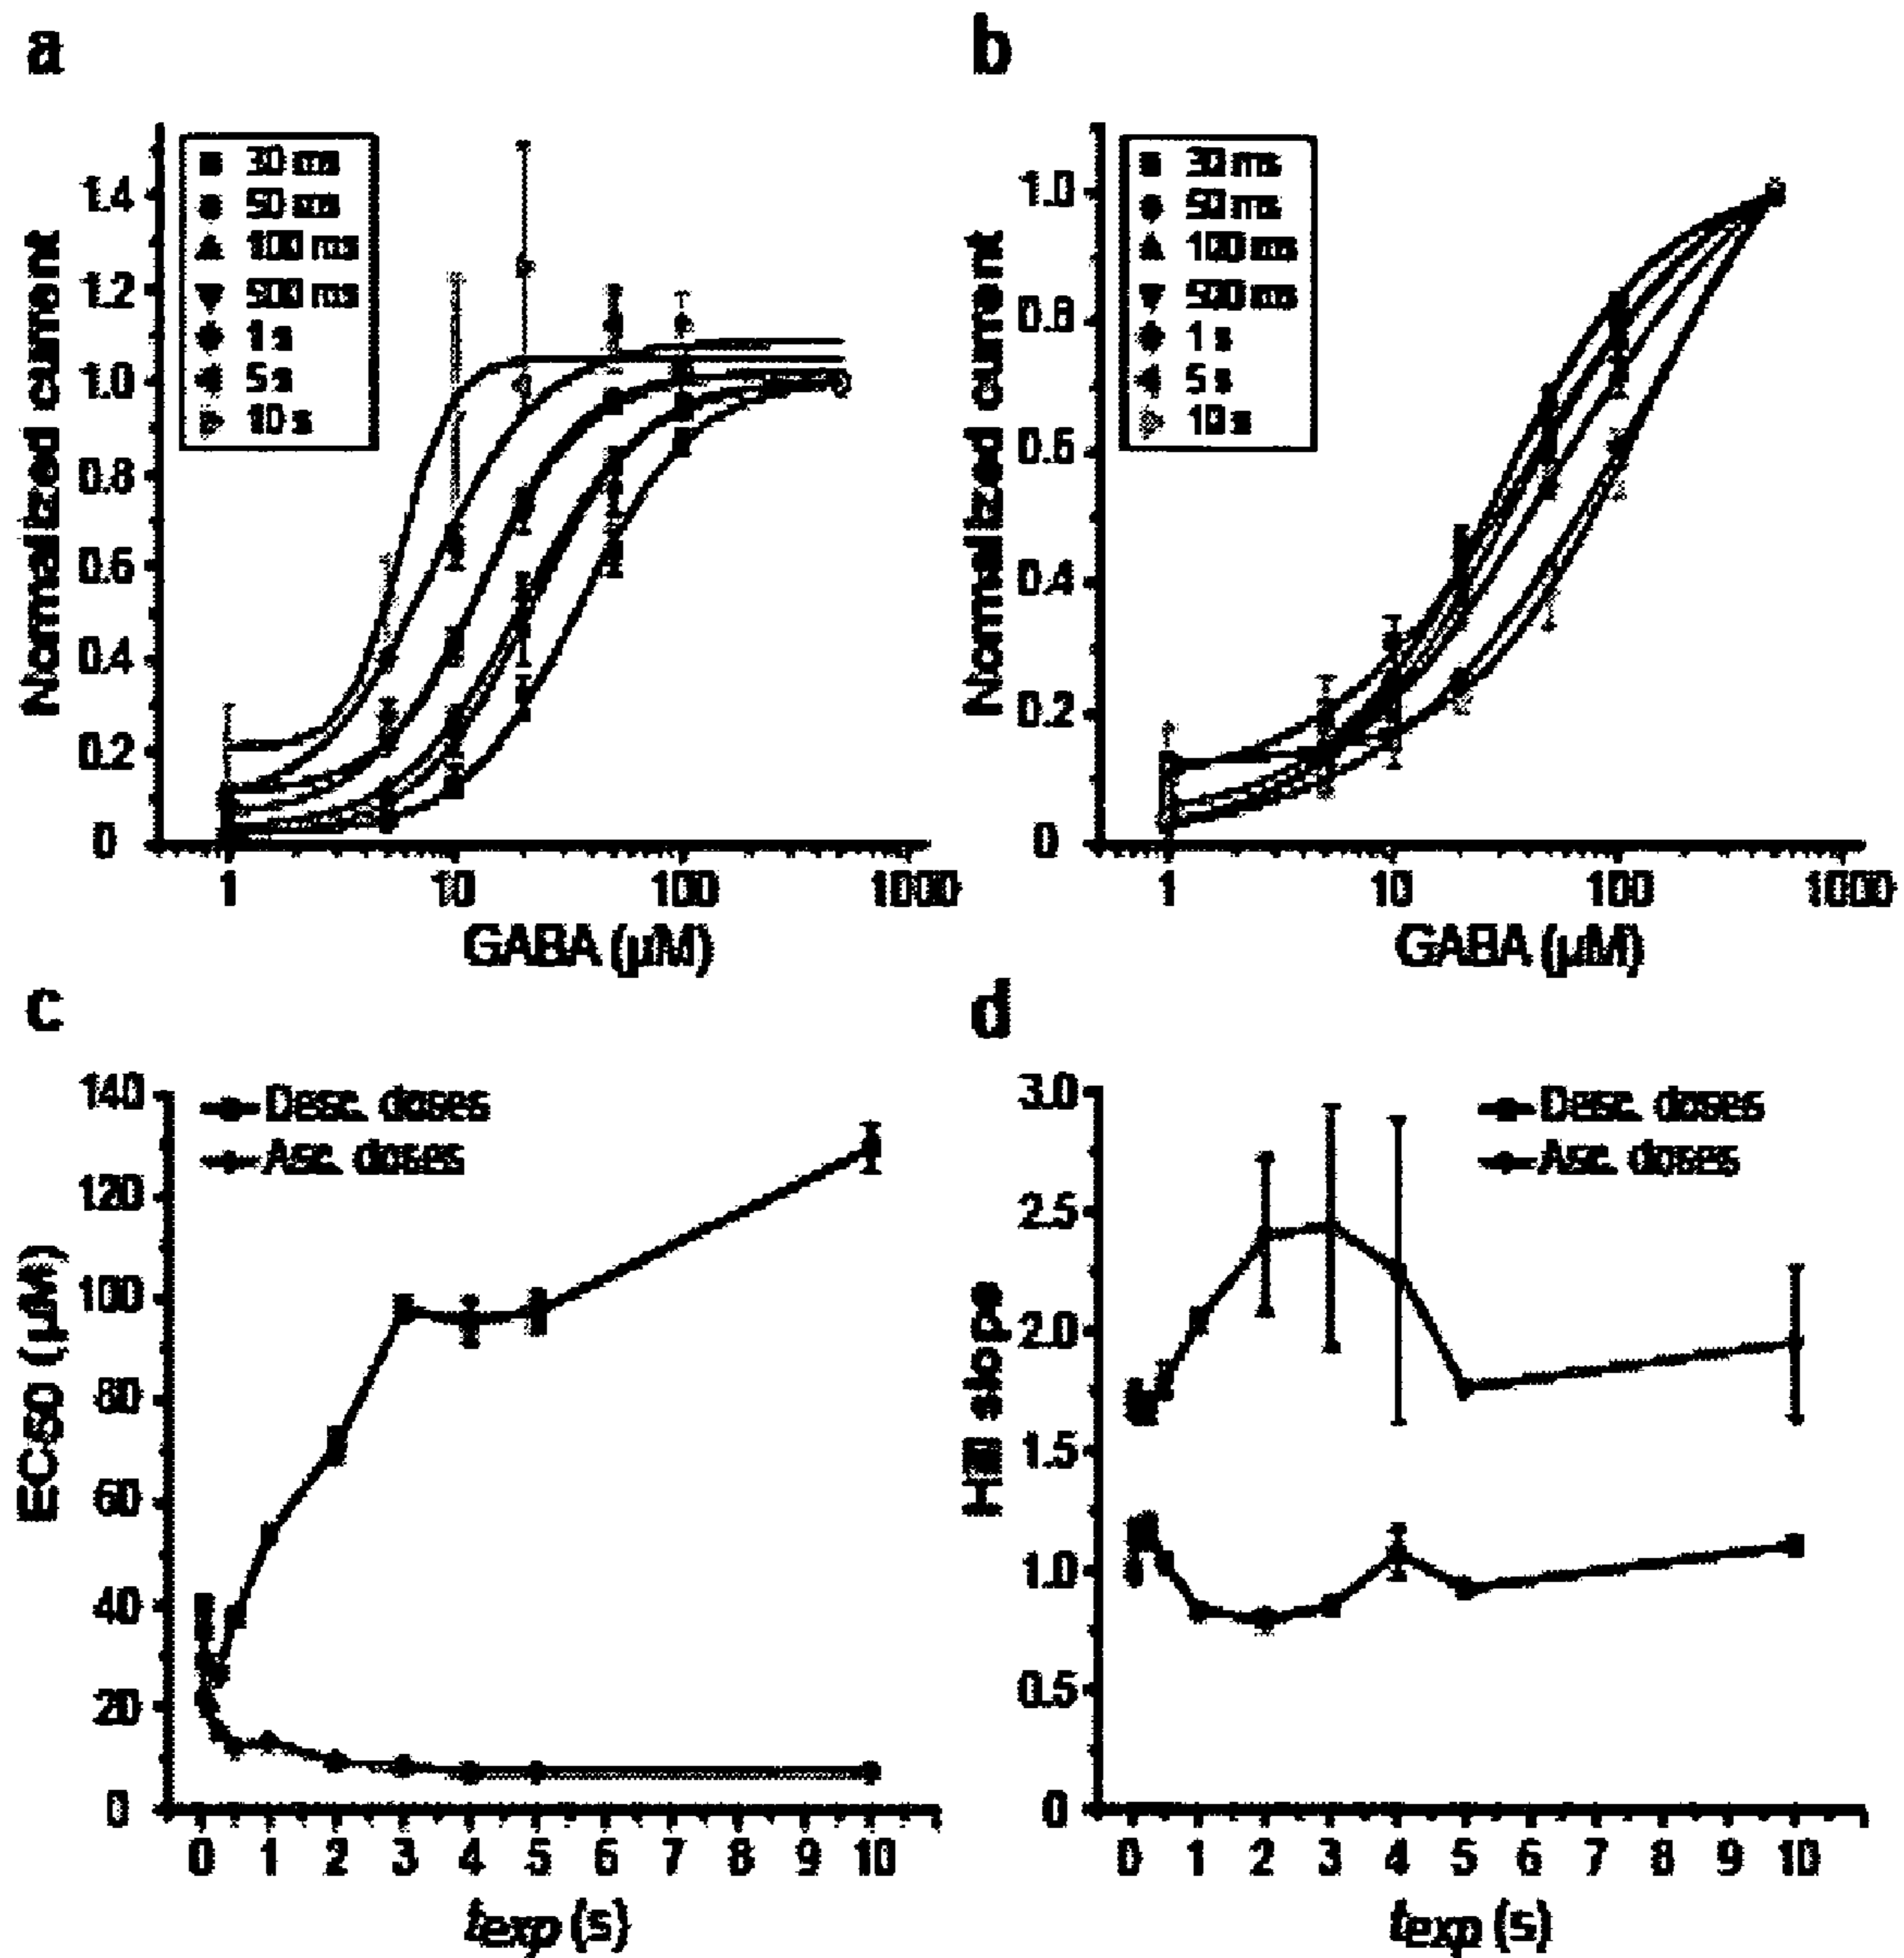 a
Normalized current
1.4
1.2
1.0
0.8
0.6
0.4
0.2
0
30 ms
50 ms
100 ms
500 ms
1 s
5 s
10 s
1
10
100
1000
GABA (µM)
b
Normalized current
1.0
0.8
0.6
0.4
0.2
0
30 ms
50 ms
100 ms
500 ms
1 s
5 s
10 s
1
10
100
1000
GABA (µM)
c
EC50 (µM)
140
120
100
80
60
40
20
0
Desc. doses
Asc. doses
0 1 2 3 4 5 6 7 8 9 10
texp (s)
d
Hill slope
3.0
2.5
2.0
1.5
1.0
0.5
0
Desc. doses
Asc. doses
0 1 2 3 4 5 6 7 8 9 10
texp (s)